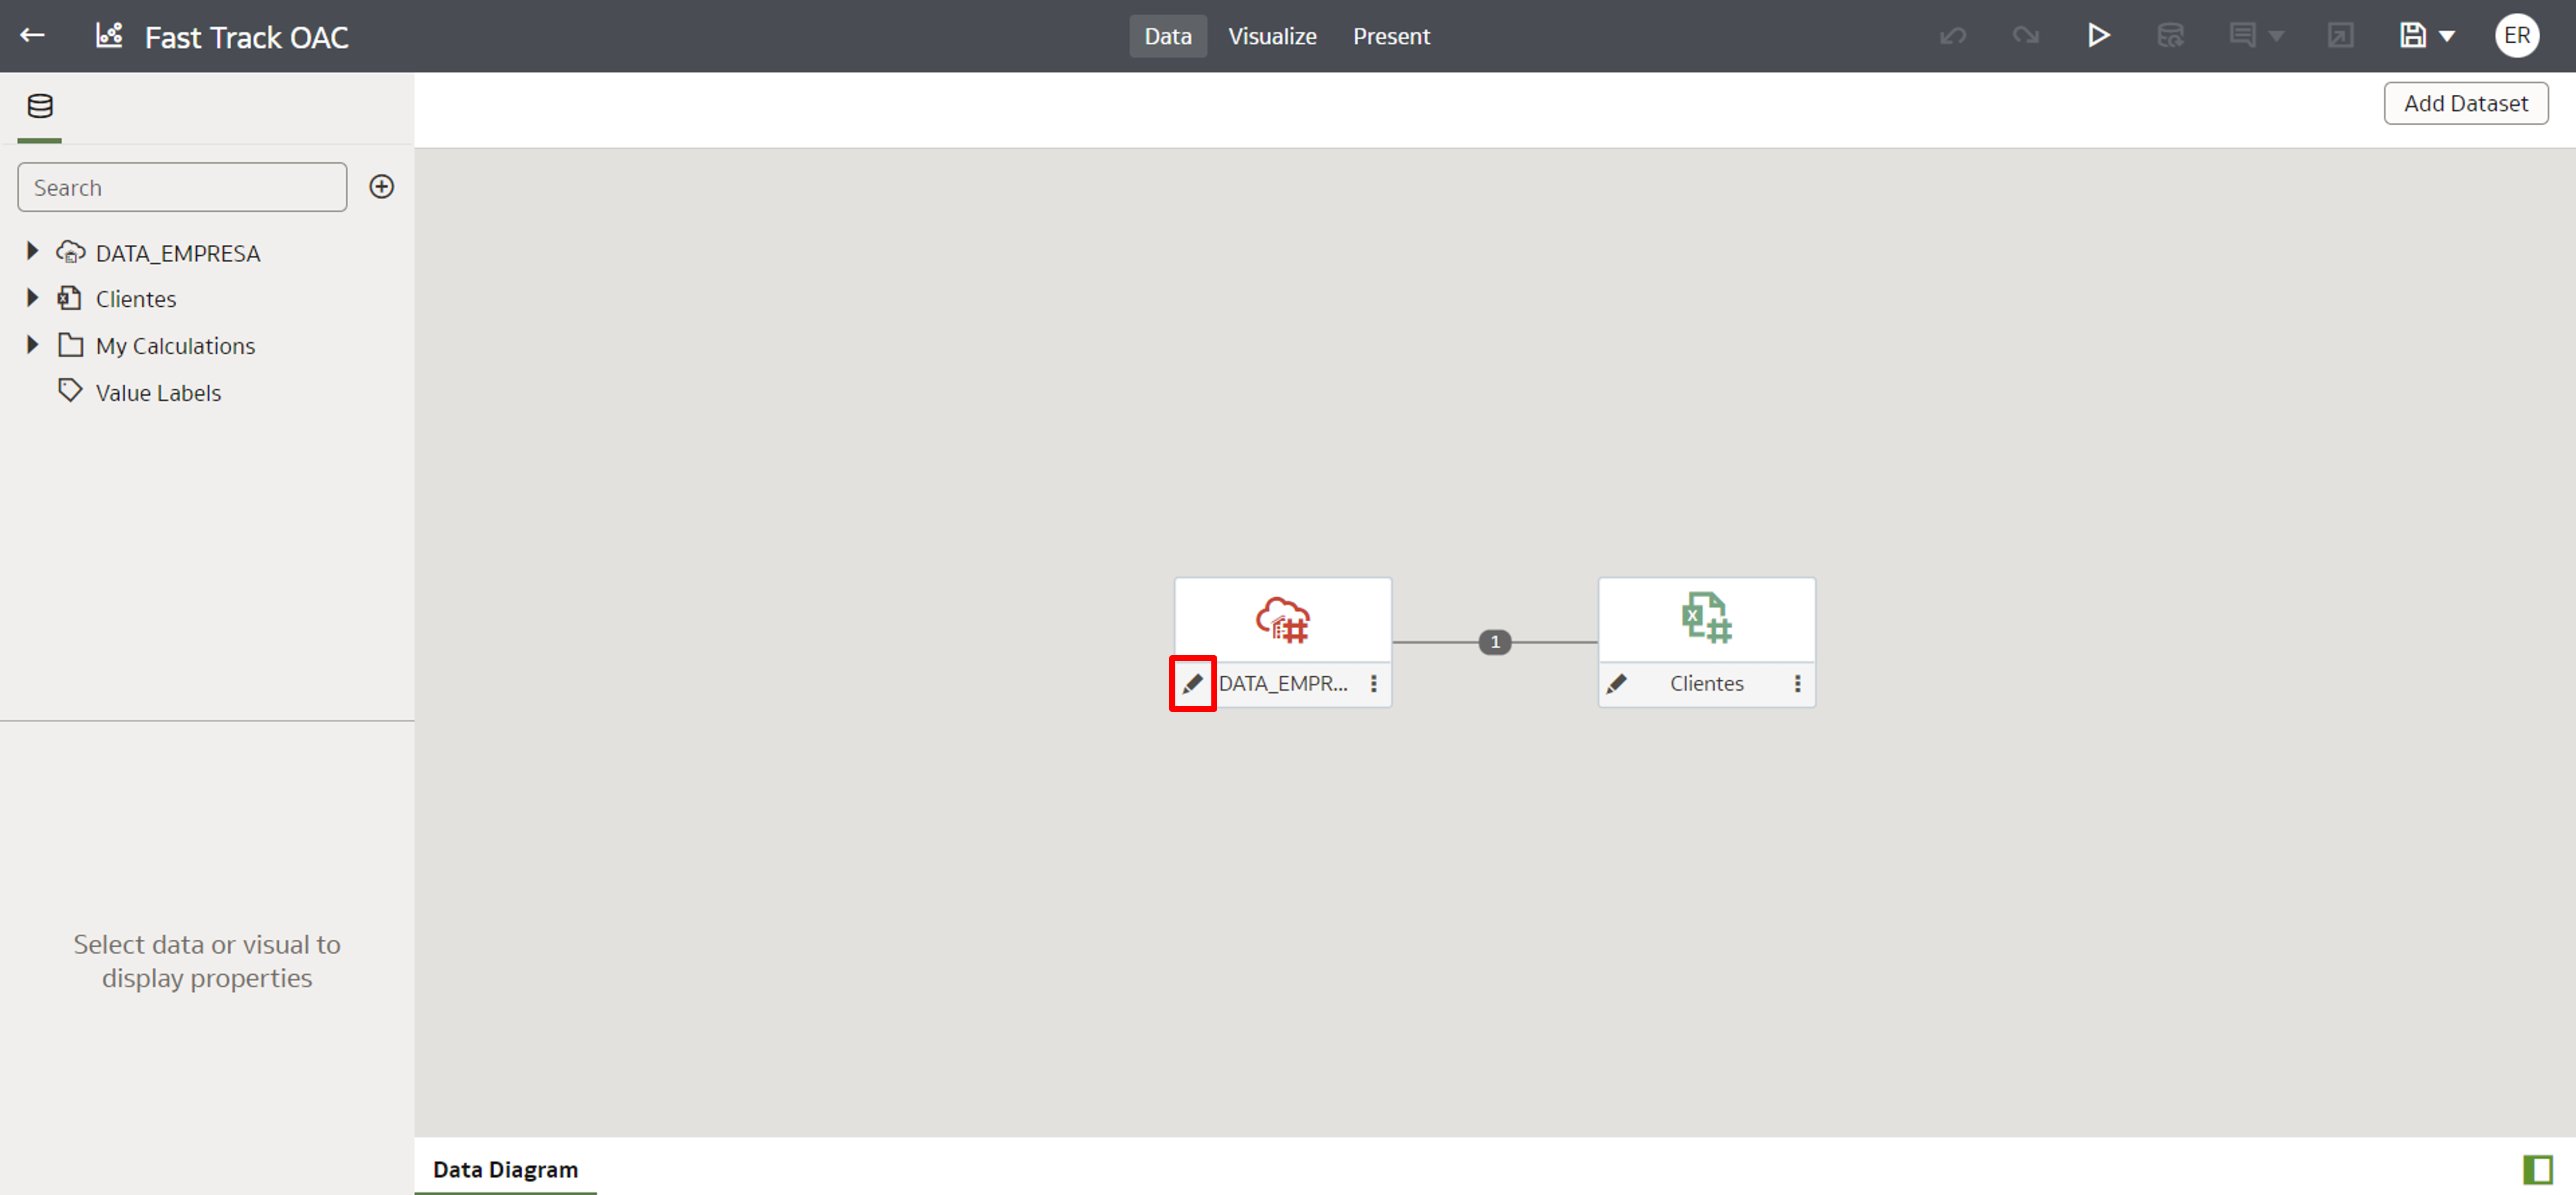 Fast Track OAC
Data Visualize Present
ER
Add Dataset
Search
DATA_EMPRESA
Clientes
My Calculations
Value Labels
1
DATA_EMPR...
Clientes
Select data or visual to
display properties
Data Diagram